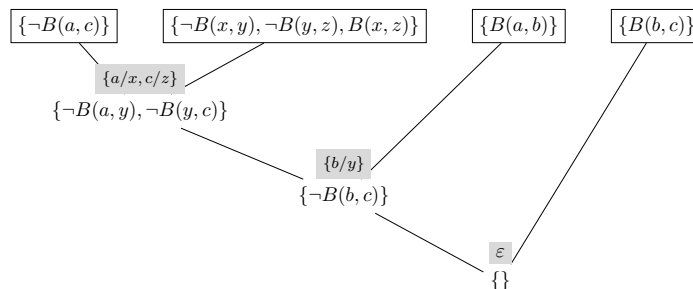 {¬B(a, c)} {¬B(x, y), ¬B(y, z), B(x, z)} {B(a, b)} {B(b, c)}
{a/x, c/z}
{¬B(a, y), ¬B(y, c)}
{b/y}
{¬B(b, c)}
ε
{}